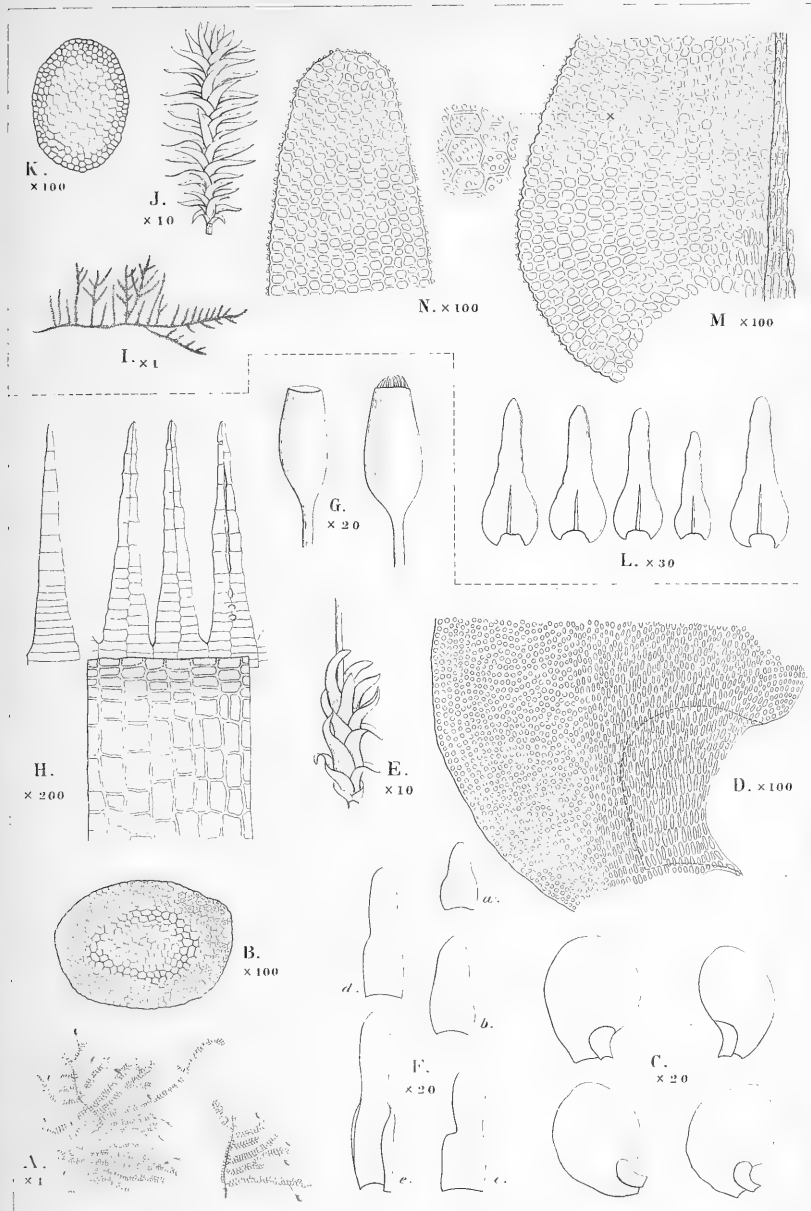 K.
× 100
J.
× 10
×
N. × 100
M × 100
I. × 1
G.
× 20
L. × 30
H.
× 200
E.
× 10
D. × 100
B.
× 100
a.
d.
b.
F.
× 20
C.
× 20
A.
× 1
e.
c.